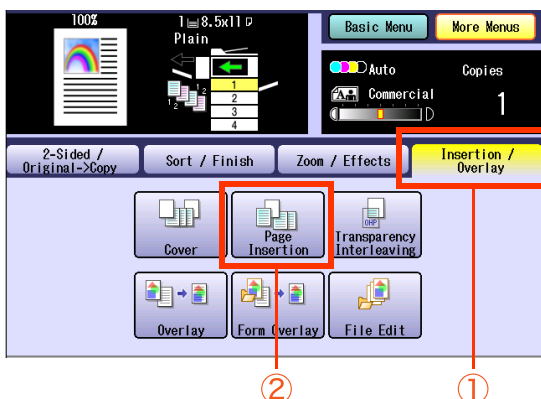 100%
1 8.5x11
Plain
Basic Menu
More Menus
1 2
1
2
3
4
Auto
Copies
Commercial
1
2-Sided /
Original->Copy
Sort / Finish
Zoom / Effects
Insertion /
Overlay
Cover
Page
Insertion
OHP
Transparency
Interleaving
Overlay
Form Overlay
File Edit
②
①